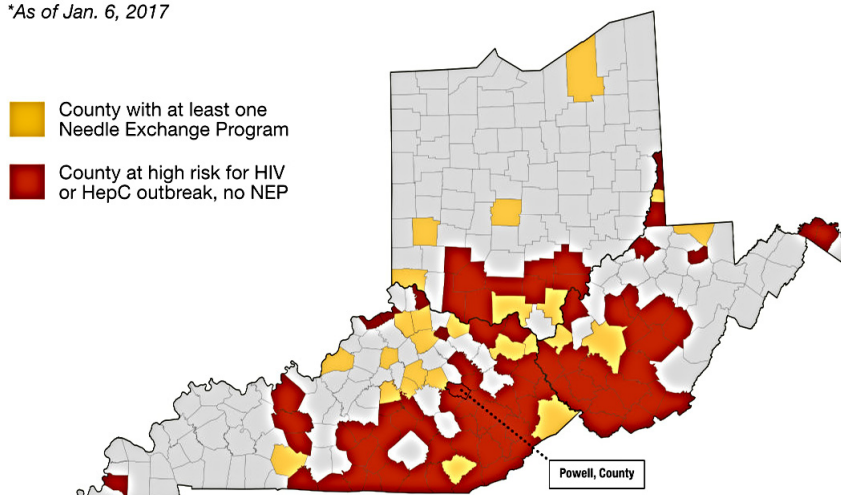 *As of Jan. 6, 2017
County with at least one
Needle Exchange Program
County at high risk for HIV
or HepC outbreak, no NEP
Powell, County